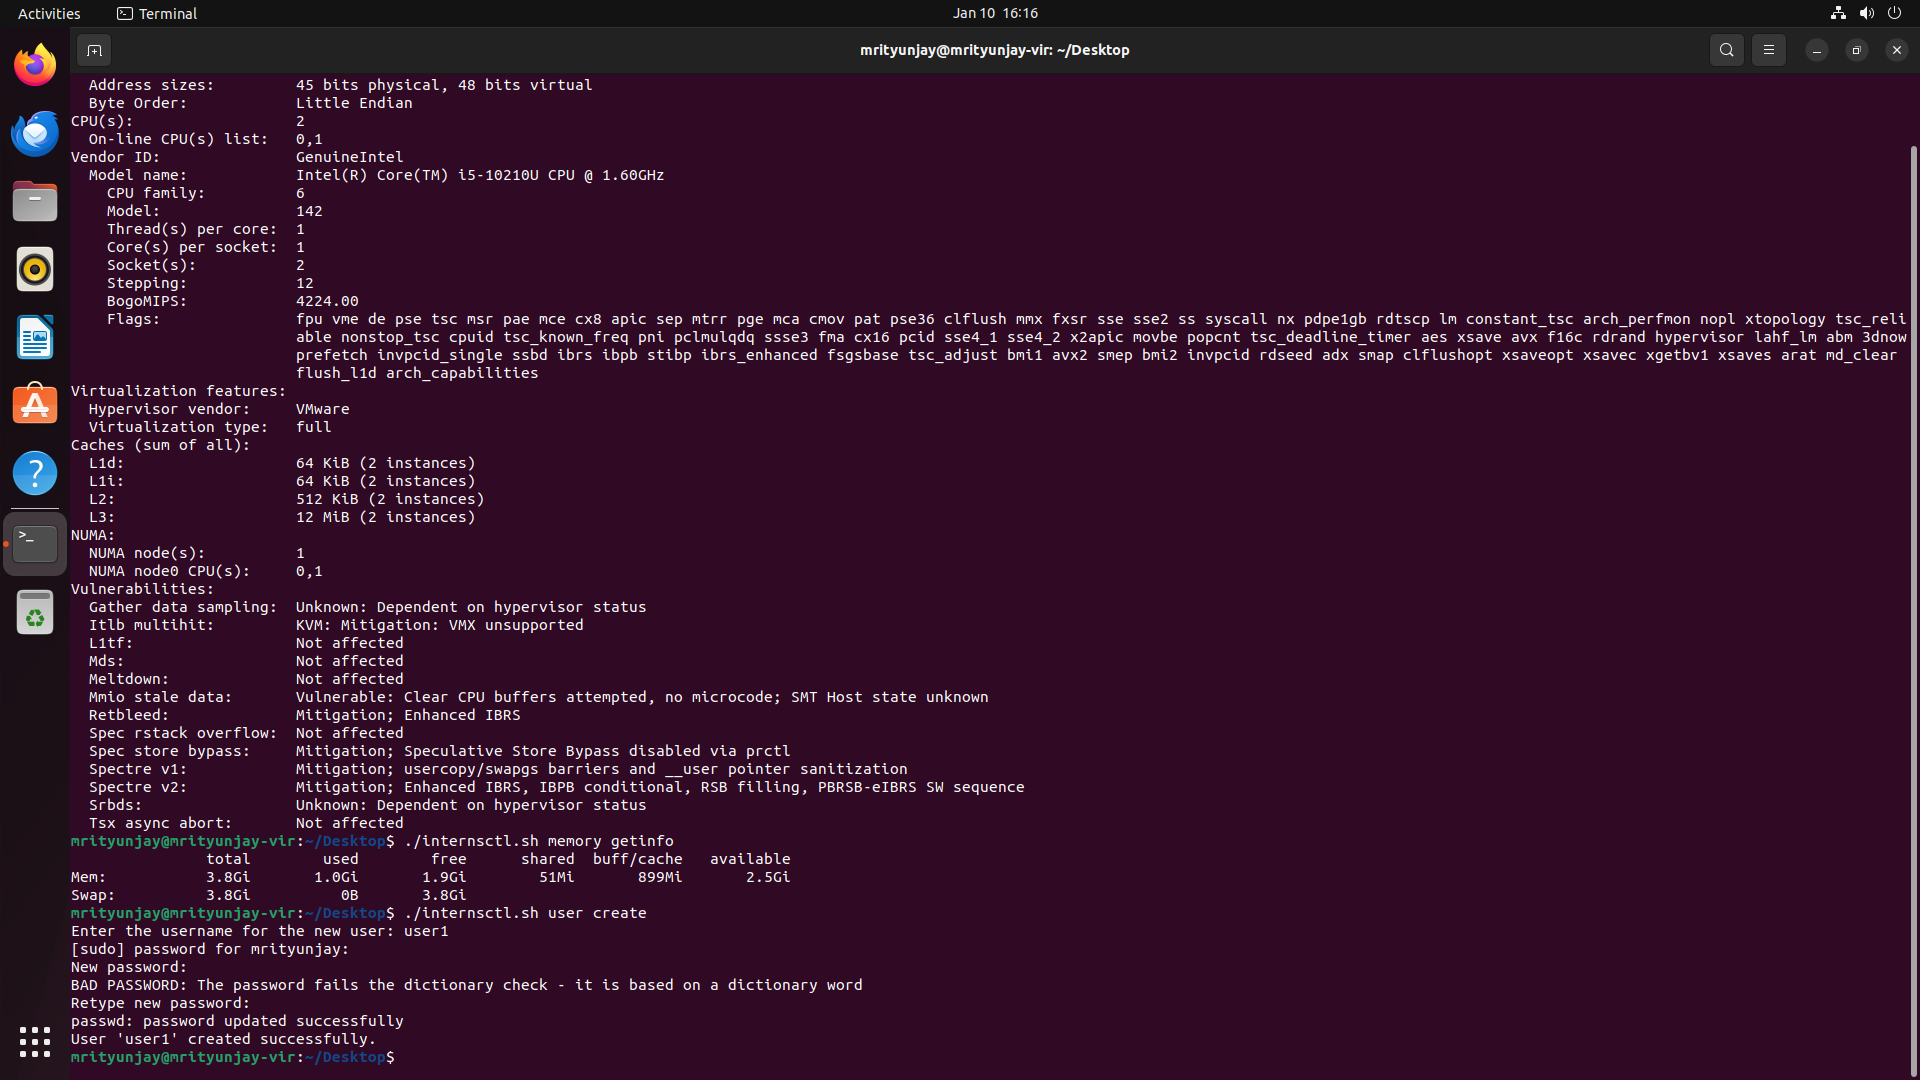 Activities
Terminal
Jan 10 16:16
mrityunjay@mrityunjay-vir: ~/Desktop
Address sizes: 45 bits physical, 48 bits virtual
Byte Order: Little Endian
CPU(s): 2
On-line CPU(s) list: 0,1
Vendor ID: GenuineIntel
Model name: Intel(R) Core(TM) i5-10210U CPU @ 1.60GHz
CPU family: 6
Model: 142
Thread(s) per core: 1
Core(s) per socket: 1
Socket(s): 2
Stepping: 12
BogoMIPS: 4224.00
Flags: fpu vme de pse tsc msr pae mce cx8 apic sep mtrr pge mca cmov pat pse36 clflush mmx fxsr sse sse2 ss syscall nx pdpe1gb rdtscp lm constant_tsc arch_perfmon nopl xtopology tsc_reli
able nonstop_tsc cpuid tsc_known_freq pni pclmulqdq ssse3 fma cx16 pcid sse4_1 sse4_2 x2apic movbe popcnt tsc_deadline_timer aes xsave avx f16c rdrand hypervisor lahf_lm abm 3dnow
prefetch invpcid_single ssbd ibrs ibpb stibp ibrs_enhanced fsgsbase tsc_adjust bmi1 avx2 smep bmi2 invpcid rdseed adx smap clflushopt xsaveopt xsavec xgetbv1 xsaves arat md_clear
flush_l1d arch_capabilities
Virtualization features:
Hypervisor vendor: VMware
Virtualization type: full
Caches (sum of all):
L1d: 64 KiB (2 instances)
L1i: 64 KiB (2 instances)
L2: 512 KiB (2 instances)
L3: 12 MiB (2 instances)
NUMA:
NUMA node(s): 1
NUMA node0 CPU(s): 0,1
Vulnerabilities:
Gather data sampling: Unknown: Dependent on hypervisor status
Itlb multihit: KVM: Mitigation: VMX unsupported
L1tf: Not affected
Mds: Not affected
Meltdown: Not affected
Mmio stale data: Vulnerable: Clear CPU buffers attempted, no microcode; SMT Host state unknown
Retbleed: Mitigation; Enhanced IBRS
Spec rstack overflow: Not affected
Spec store bypass: Mitigation; Speculative Store Bypass disabled via prctl
Spectre v1: Mitigation; usercopy/swapgs barriers and __user pointer sanitization
Spectre v2: Mitigation; Enhanced IBRS, IBPB conditional, RSB filling, PBRSB-eIBRS SW sequence
Srbds: Unknown: Dependent on hypervisor status
Tsx async abort: Not affected
mrityunjay@mrityunjay-vir:~/Desktop$ ./internsctl.sh memory getinfo
total used free shared buff/cache available
Mem: 3.8Gi 1.0Gi 1.9Gi 51Mi 899Mi 2.5Gi
Swap: 3.8Gi 0B 3.8Gi
mrityunjay@mrityunjay-vir:~/Desktop$ ./internsctl.sh user create
Enter the username for the new user: user1
[sudo] password for mrityunjay:
New password:
BAD PASSWORD: The password fails the dictionary check - it is based on a dictionary word
Retype new password:
passwd: password updated successfully
User 'user1' created successfully.
mrityunjay@mrityunjay-vir:~/Desktop$